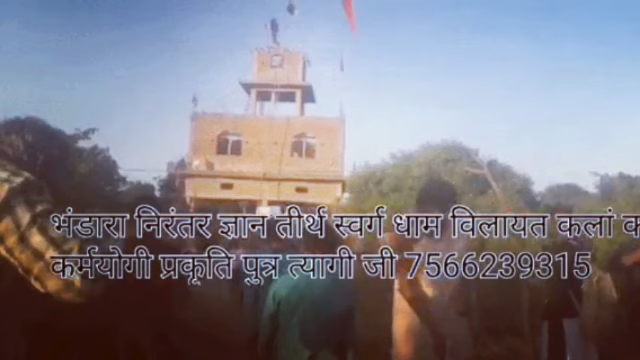 भंडारा निरंतर ज्ञान तीर्थ स्वर्ग धाम विलायत कलां
कर्मयोगी प्रकृति पुत्र त्यागी जी 7566239315